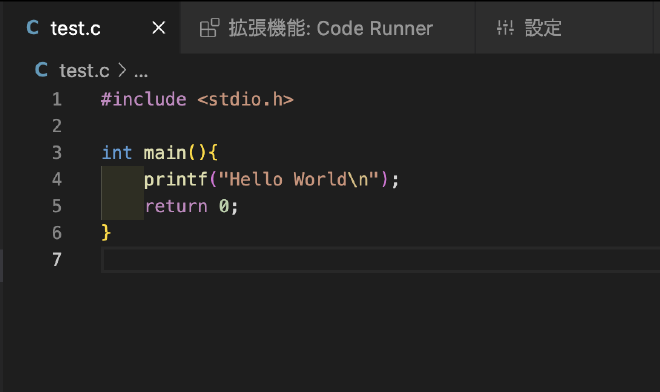 C test.c × 拡張機能: Code Runner 設定
C test.c > ...
1 #include <stdio.h>
2
3 int main(){
4     printf("Hello World\n");
5     return 0;
6 }
7